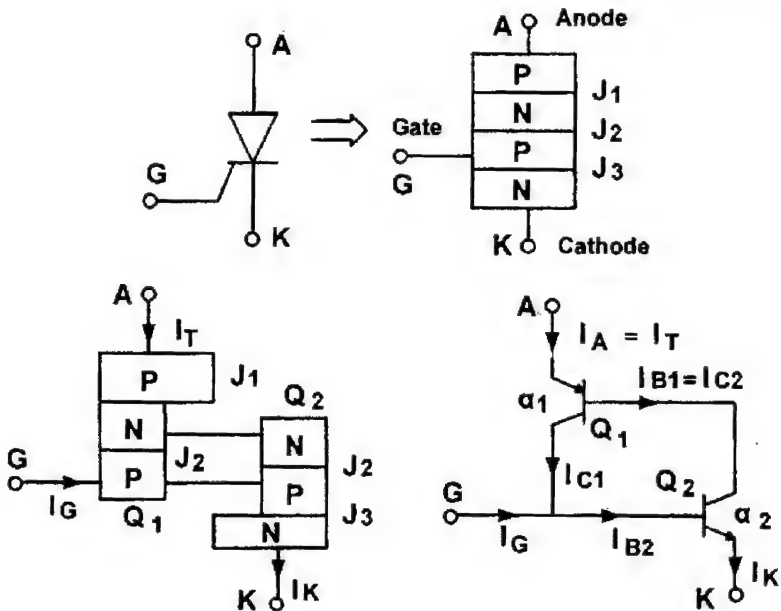 A
G
K
A Anode
P
N
P
N
J1
J2
J3
Gate
G
K Cathode
A
IT
P
J1
N
P
J2
G
IG
Q1
Q2
N
P
N
J2
J3
K
IK
A
IA = IT
α1
Q1
IB1=IC2
IC1
G
IG
IB2
Q2
α2
IK
K